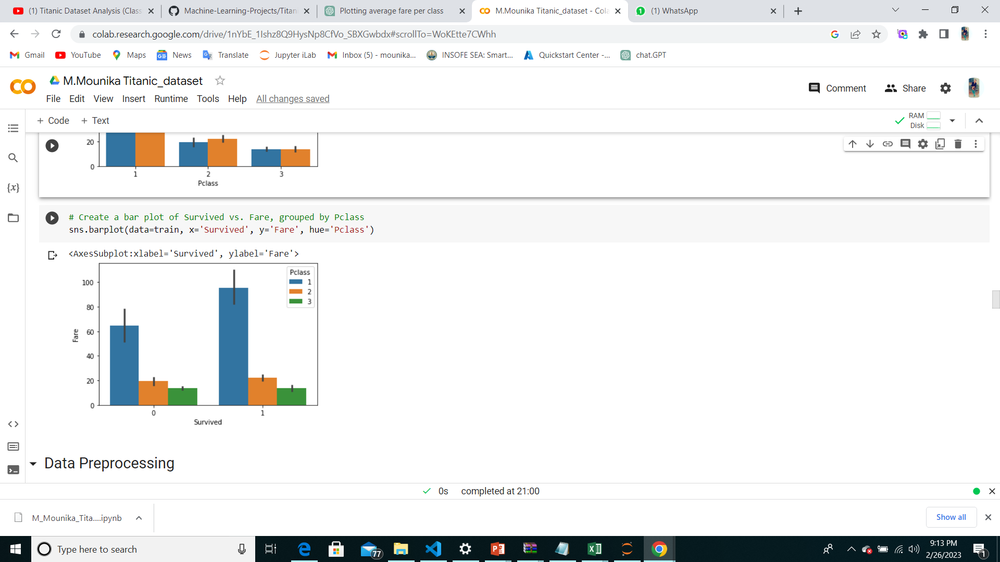 (1) Titanic Dataset Analysis (Class
Machine-Learning-Projects/Titani
Plotting average fare per class
M.Mounika Titanic_dataset - Cola
(1) WhatsApp
colab.research.google.com/drive/1nYbE_1Ishz8Q9HysNp8CfVo_SBXGwbdx#scrollTo=WoKEtte7CWhh
Gmail
YouTube
Maps
News
Translate
Jupyter iLab
Inbox (5) - mounika...
INSOFE SEA: Smart...
Quickstart Center -...
chat.GPT
M.Mounika Titanic_dataset
Comment
Share
File Edit View Insert Runtime Tools Help All changes saved
+ Code + Text
RAM
Disk
20
0
1 2 3
Pclass
{x}
# Create a bar plot of Survived vs. Fare, grouped by Pclass
sns.barplot(data=train, x='Survived', y='Fare', hue='Pclass')
<AxesSubplot:xlabel='Survived', ylabel='Fare'>
Pclass
1
2
3
100
80
60
40
20
0
Fare
0 1
Survived
Data Preprocessing
0s completed at 21:00
M_Mounika_Tita....ipynb
Show all
Type here to search
77
9:13 PM
2/26/2023
1